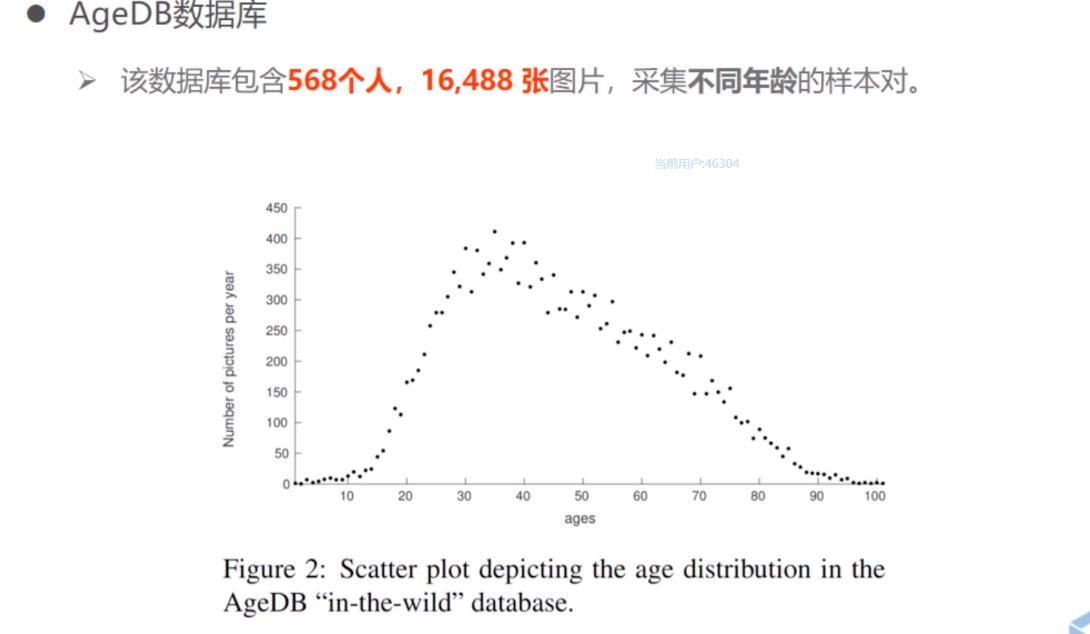 AgeDB数据库
该数据库包含568个人，16,488 张图片，采集不同年龄的样本对。
当前用户:46304
450
400
350
300
250
200
150
100
50
0
Number of pictures per year
10 20 30 40 50 60 70 80 90 100
ages
Figure 2: Scatter plot depicting the age distribution in the
AgeDB “in-the-wild” database.